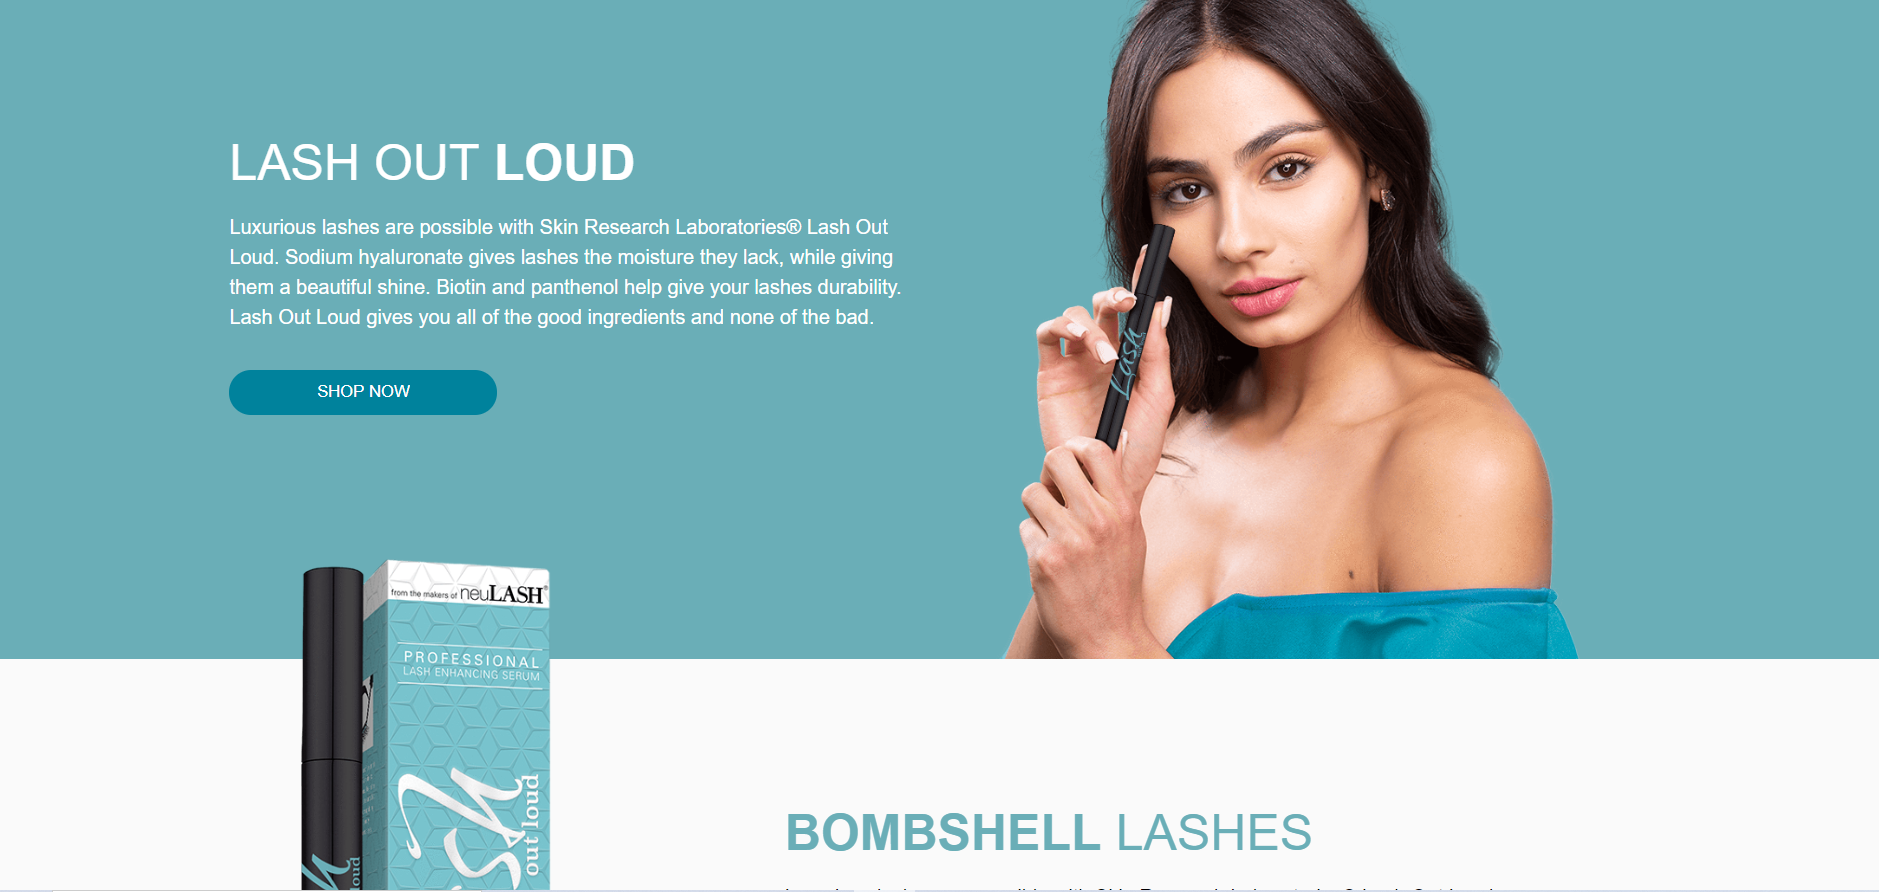 LASH OUT LOUD
Luxurious lashes are possible with Skin Research Laboratories® Lash Out
Loud. Sodium hyaluronate gives lashes the moisture they lack, while giving
them a beautiful shine. Biotin and panthenol help give your lashes durability.
Lash Out Loud gives you all of the good ingredients and none of the bad.
SHOP NOW
Lash
from the makers of neuLASH®
PROFESSIONAL
LASH ENHANCING SERUM
out loud
loud
BOMBSHELL LASHES